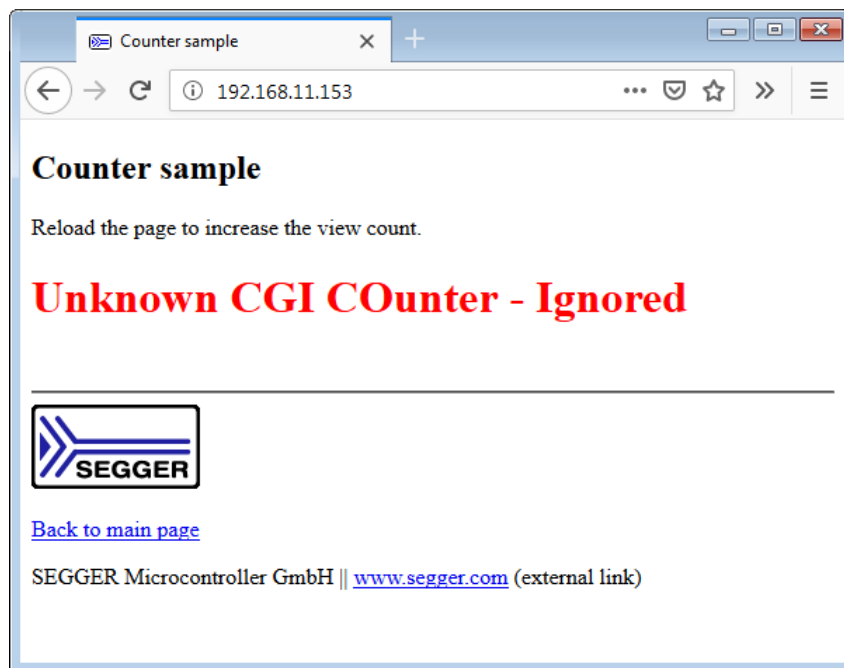 Counter sample
192.168.11.153
Counter sample
Reload the page to increase the view count.
Unknown CGI COunter - Ignored
SEGGER
Back to main page
SEGGER Microcontroller GmbH || www.segger.com (external link)